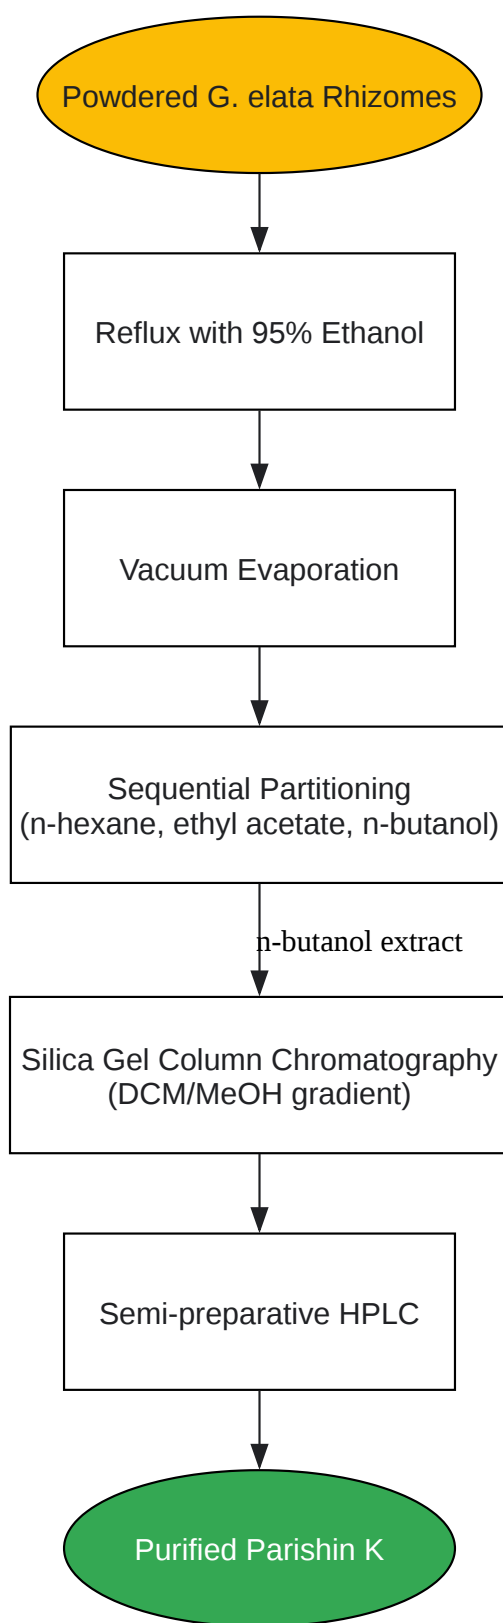 Powdered G. elata Rhizomes
Reflux with 95% Ethanol
Vacuum Evaporation
Sequential Partitioning
(n-hexane, ethyl acetate, n-butanol)
n-butanol extract
Silica Gel Column Chromatography
(DCM/MeOH gradient)
Semi-preparative HPLC
Purified Parishin K